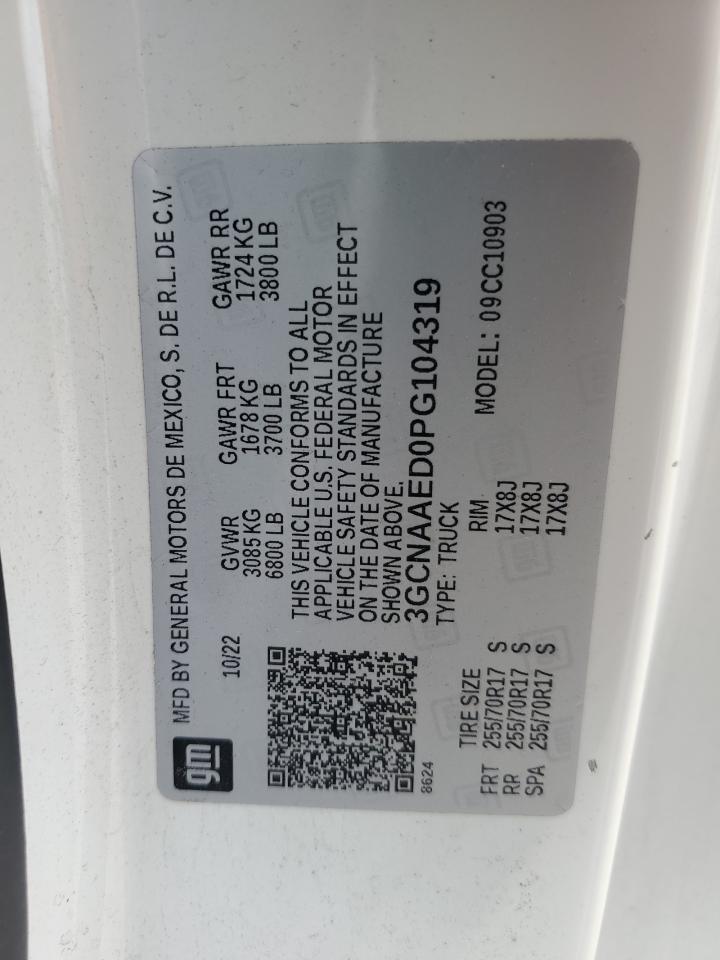 gm
MFD BY GENERAL MOTORS DE MEXICO, S. DE R.L. DE C.V.
10/22 GVWR GAWR FRT GAWR RR
3085 KG 1678 KG 1724 KG
6800 LB 3700 LB 3800 LB
THIS VEHICLE CONFORMS TO ALL
APPLICABLE U.S. FEDERAL MOTOR
VEHICLE SAFETY STANDARDS IN EFFECT
ON THE DATE OF MANUFACTURE
SHOWN ABOVE.
3GCNAAED0PG104319
8624 TYPE: TRUCK
TIRE SIZE RIM MODEL: 09CC10903
FRT 255/70R17 S 17X8J
RR 255/70R17 S 17X8J
SPA 255/70R17 S 17X8J